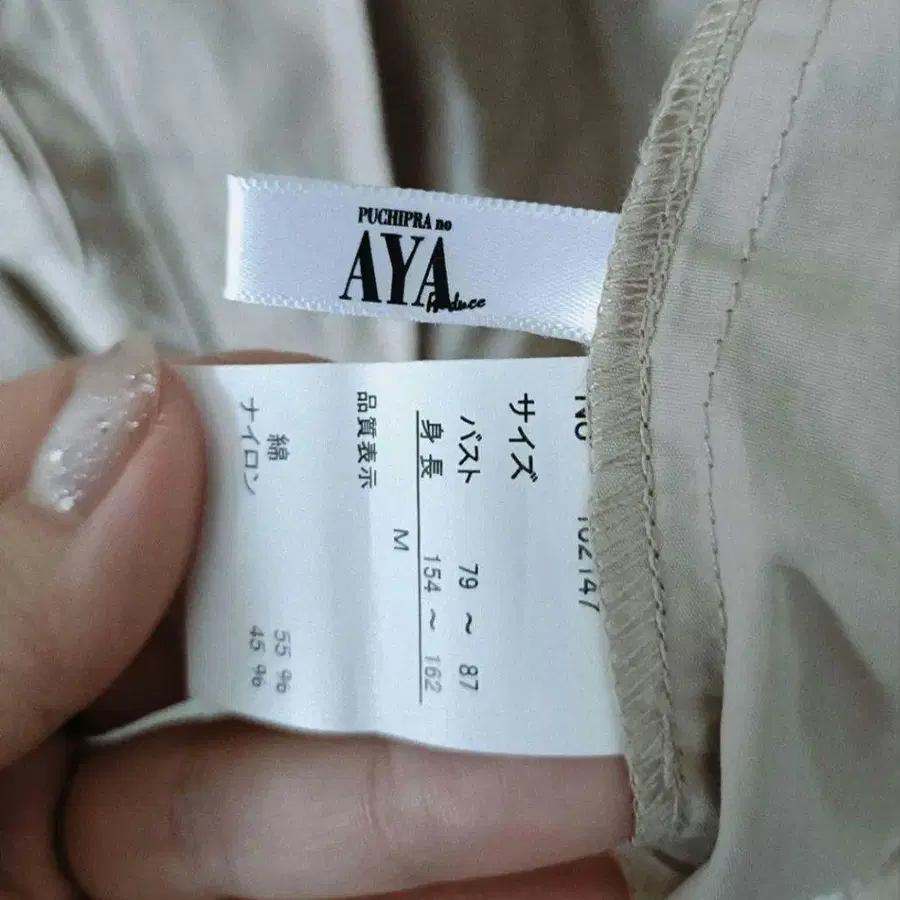 PUCHIPRA no
AYA
Produce
サイズ
バスト 79 ~ 87
身長 154 ~ 162
M
品質表示
綿 55 %
ナイロン 45 %